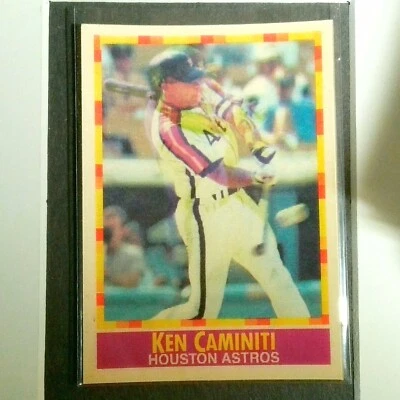 KEN CAMINITI
HOUSTON ASTROS